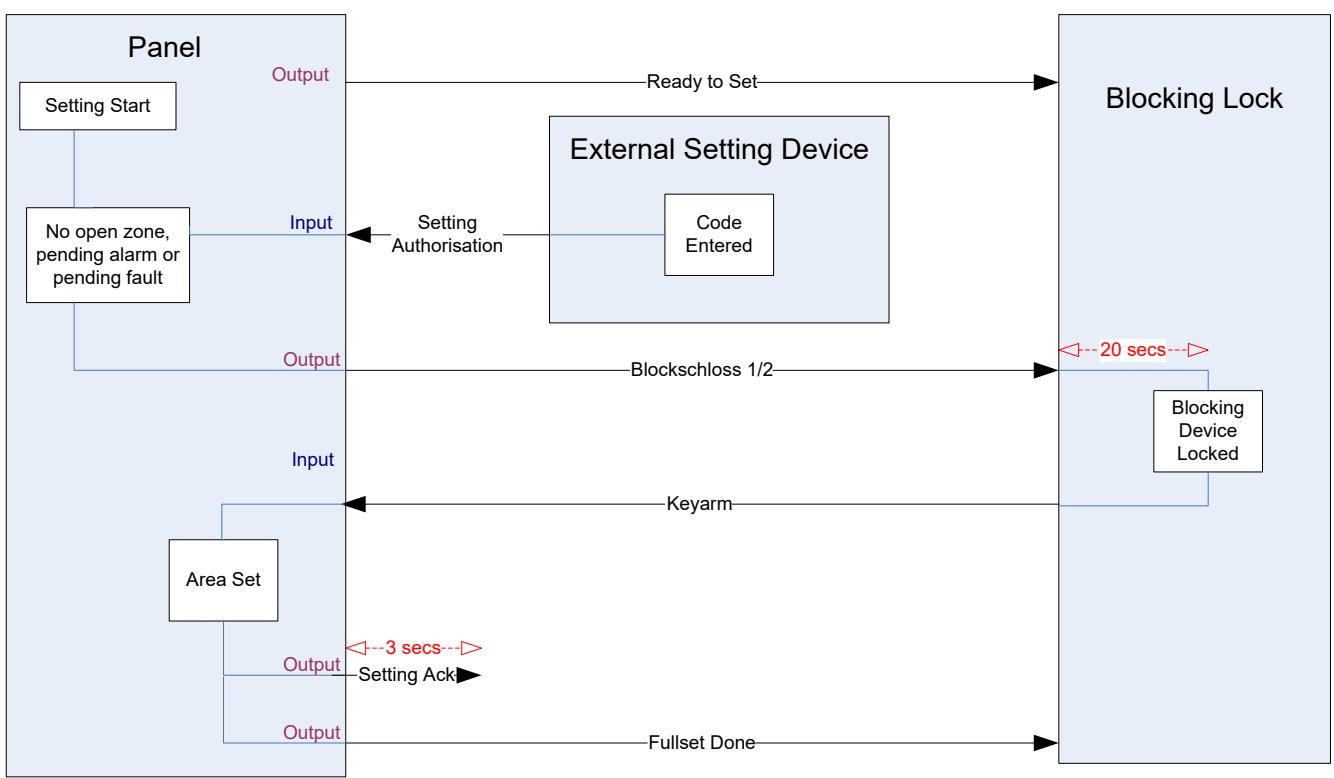 Panel
Output
Ready to Set
Blocking Lock
Setting Start
External Setting Device
Input
Setting
Authorisation
Code
Entered
No open zone,
pending alarm or
pending fault
Output
Blockschloss 1/2
20 secs
Blocking
Device
Locked
Input
Keyarm
Area Set
3 secs
Output
Setting Ack
Output
Fullset Done